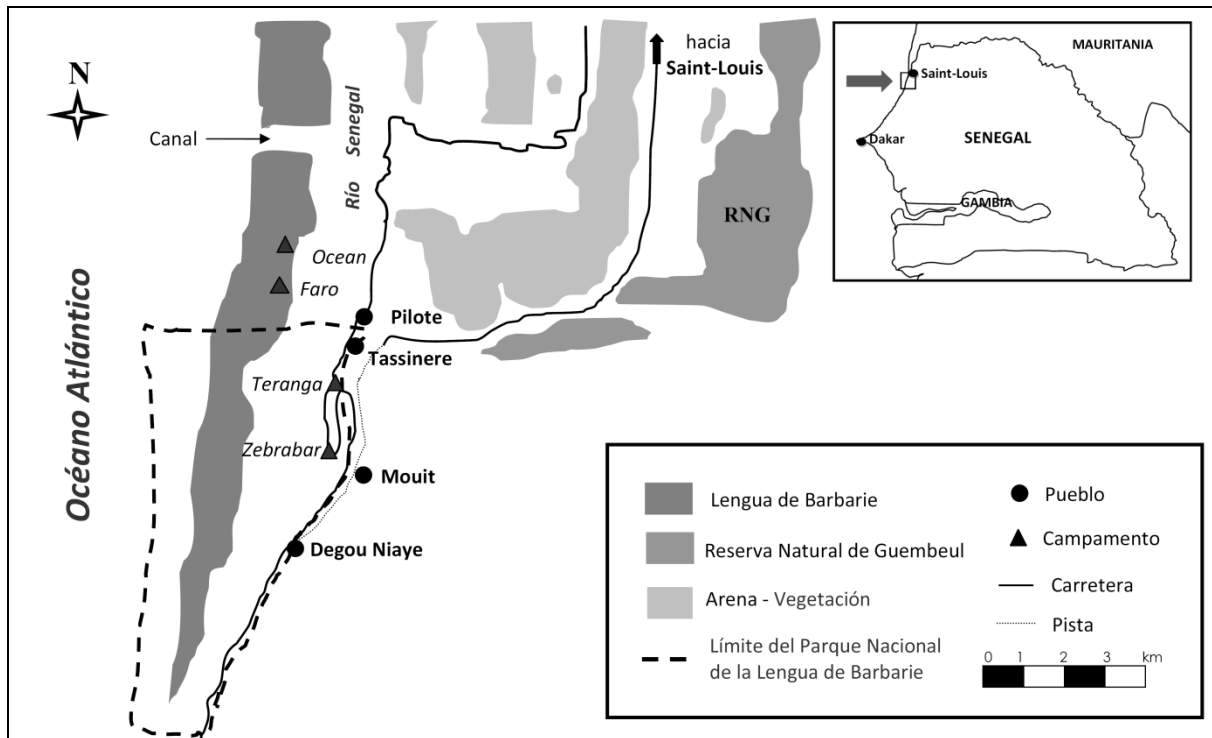 N
Canal
Río Senegal
hacia
Saint-Louis
RNG
Océano Atlántico
Ocean
Faro
Pilote
Tassinere
Teranga
Zebrabar
Mouit
Degou Niaye
MAURITANIA
Saint-Louis
Dakar
SENEGAL
GAMBIA
Lengua de Barbarie
Reserva Natural de Guembeul
Arena - Vegetación
Límite del Parque Nacional
de la Lengua de Barbarie
Pueblo
Campamento
Carretera
Pista
0 1 2 3 km